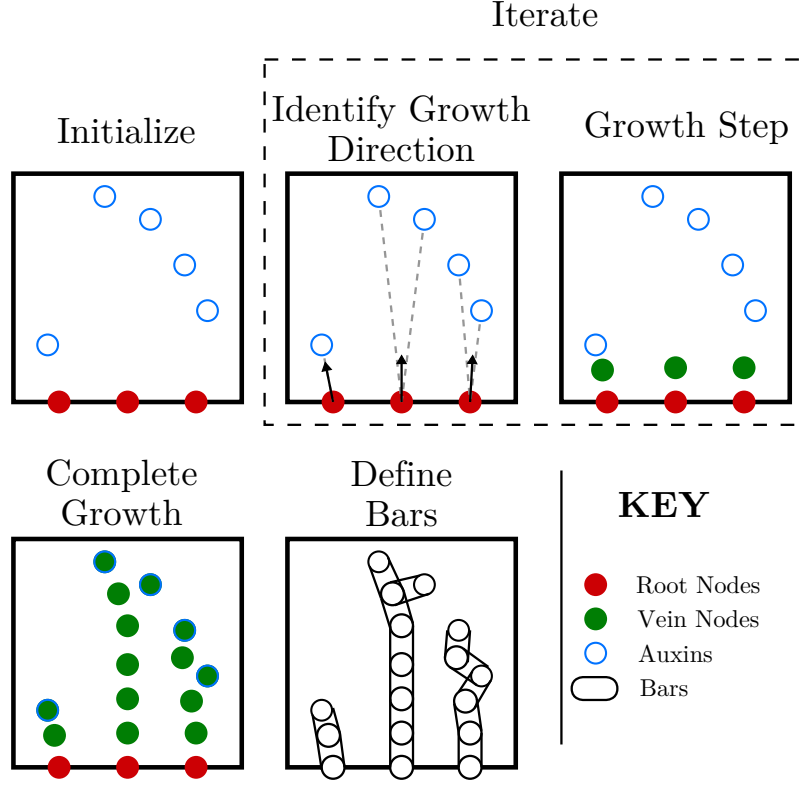 Iterate
Initialize
Identify Growth
Direction
Growth Step
Complete
Growth
Define
Bars
KEY
Root Nodes
Vein Nodes
Auxins
Bars